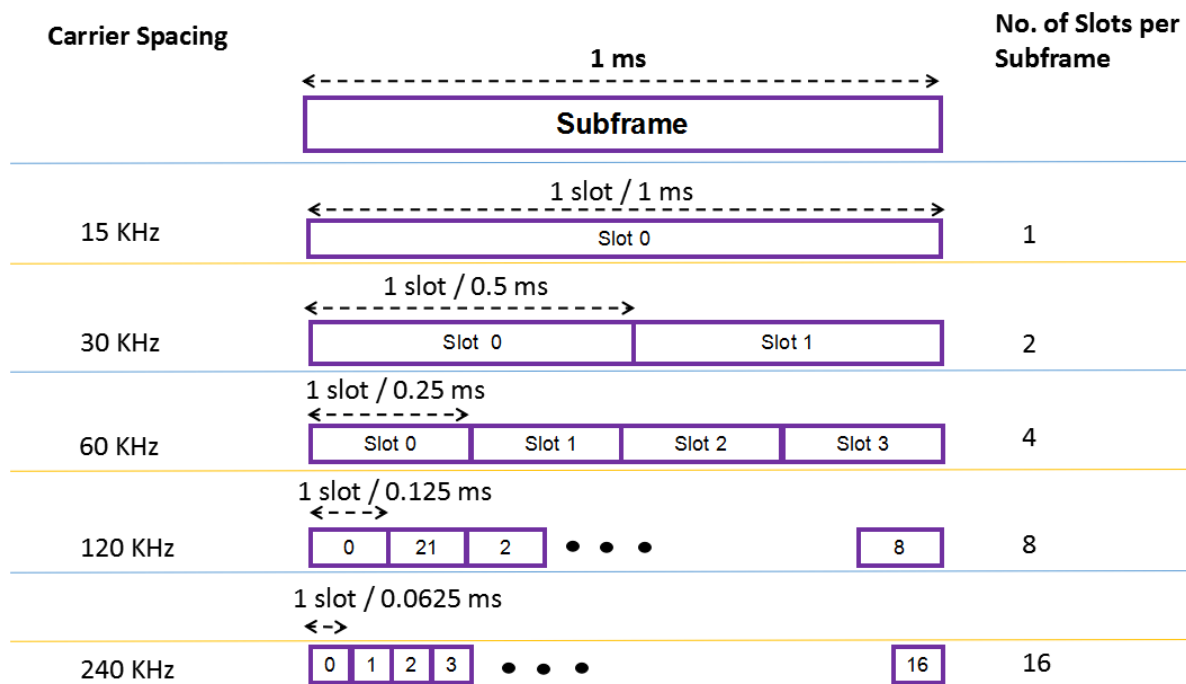 Carrier Spacing
No. of Slots per
Subframe
1 ms
Subframe
1 slot / 1 ms
15 KHz
Slot 0
1
1 slot / 0.5 ms
30 KHz
Slot 0
Slot 1
2
1 slot / 0.25 ms
60 KHz
Slot 0
Slot 1
Slot 2
Slot 3
4
1 slot / 0.125 ms
120 KHz
0
21
2
8
8
1 slot / 0.0625 ms
240 KHz
0
1
2
3
16
16